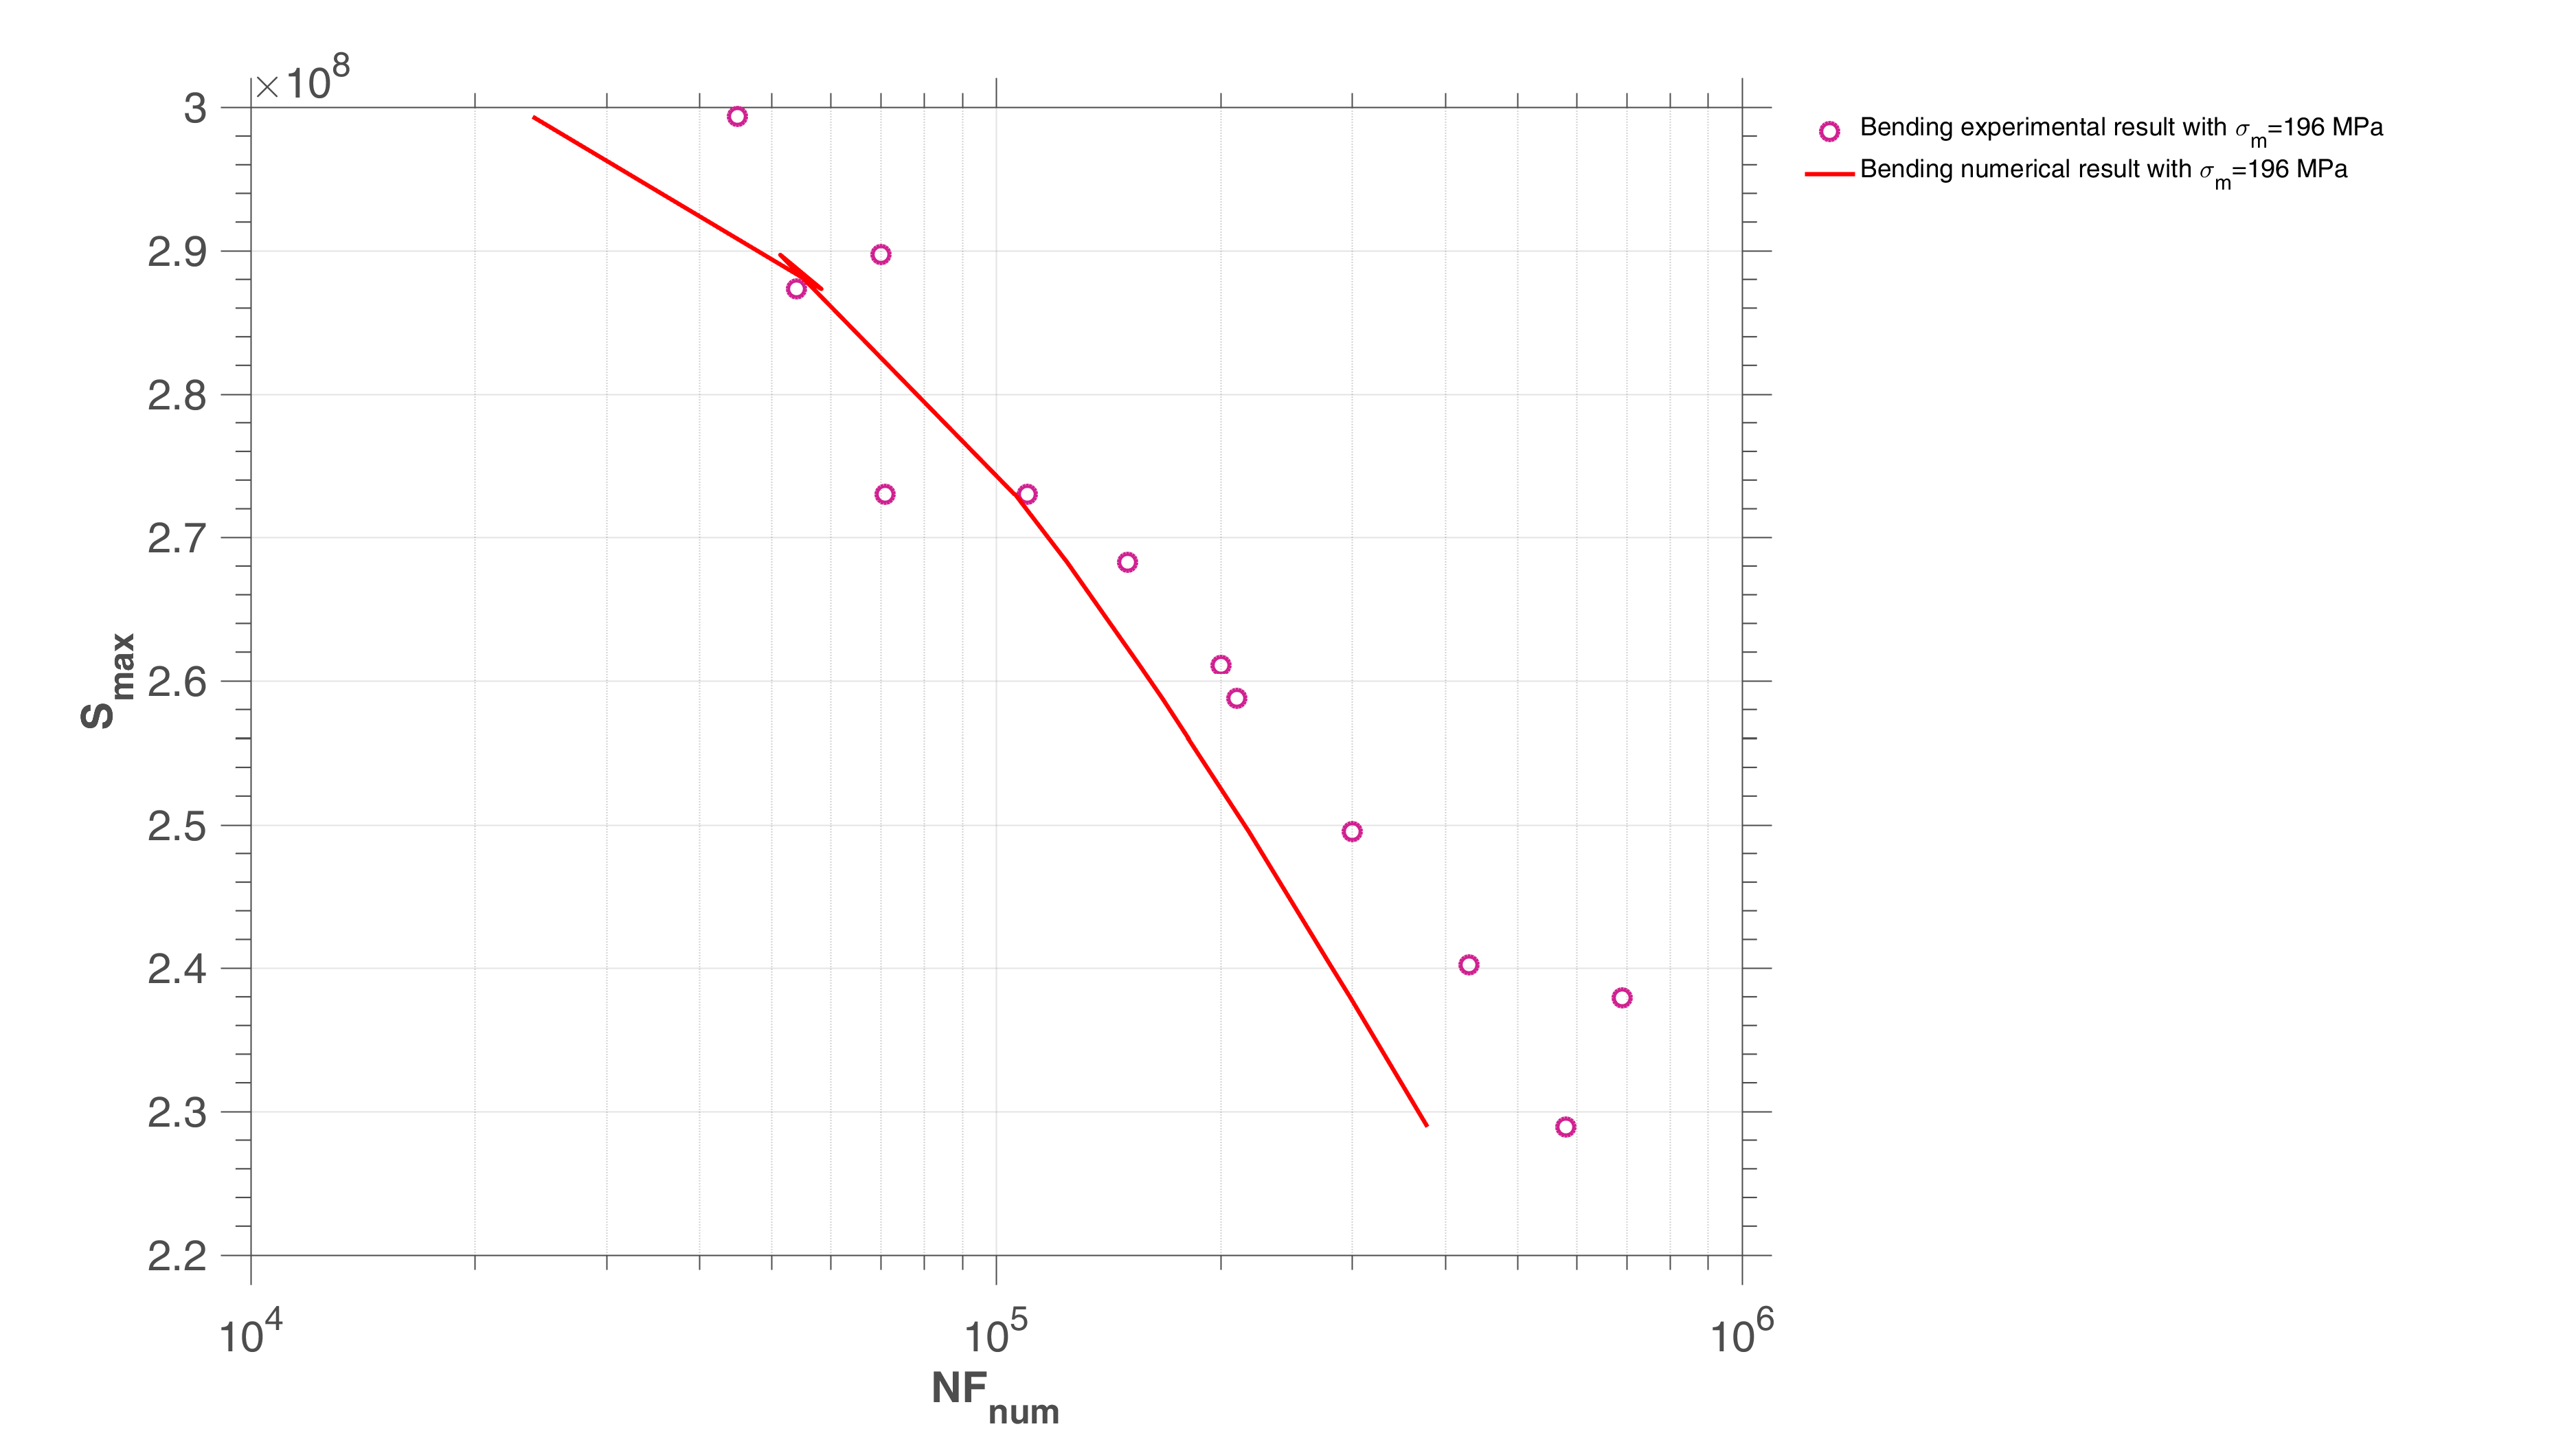 ×10^8
3
2.9
2.8
2.7
2.6
2.5
2.4
2.3
2.2
S_max
10^4 10^5 10^6
NF_num
Bending experimental result with σ_m=196 MPa
Bending numerical result with σ_m=196 MPa